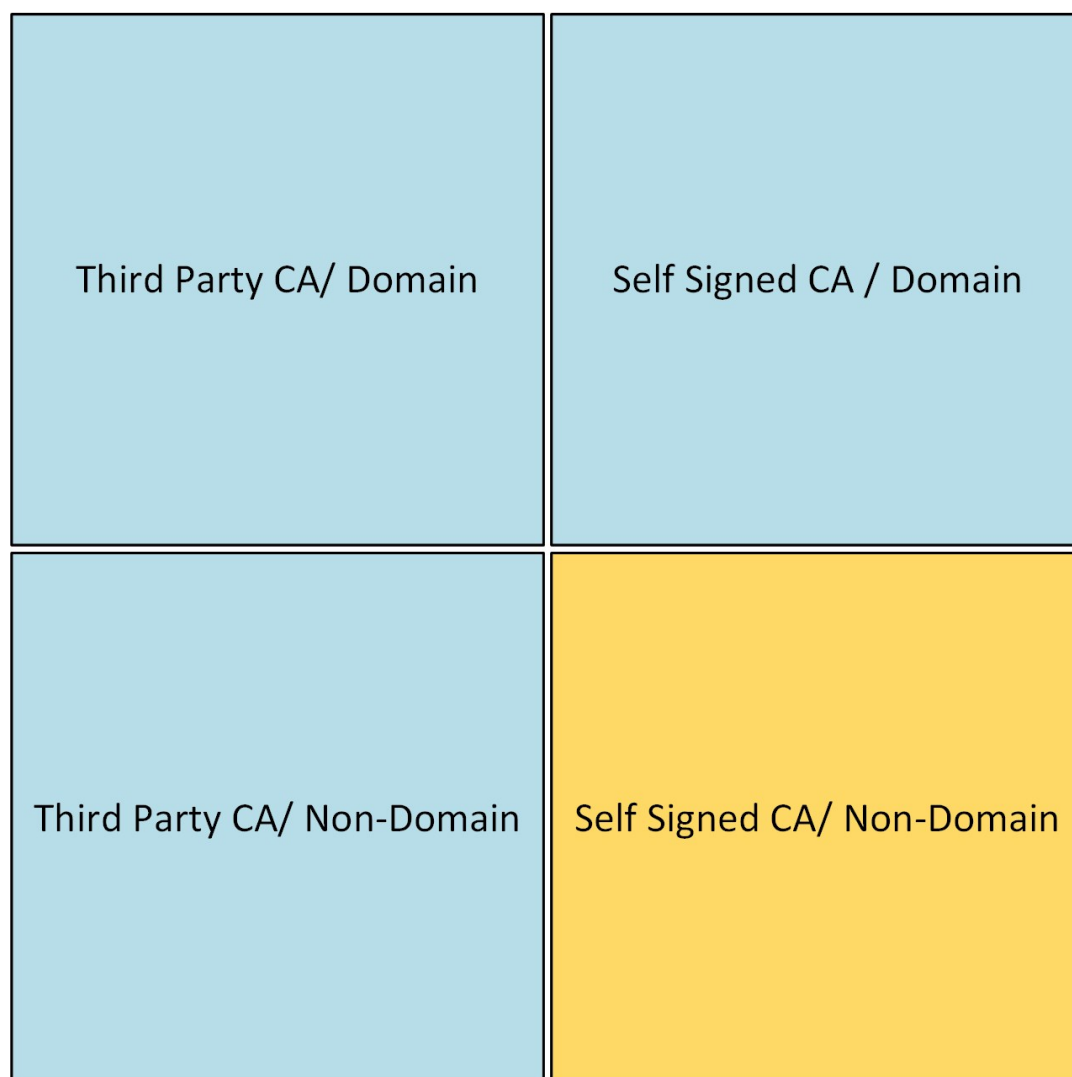 Third Party CA/ Domain
Self Signed CA / Domain
Third Party CA/ Non-Domain
Self Signed CA/ Non-Domain